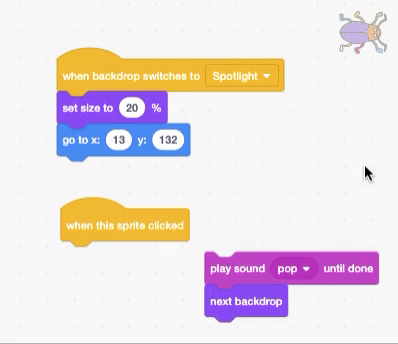 when backdrop switches to Spotlight
set size to 20 %
go to x: 13 y: 132
when this sprite clicked
play sound pop until done
next backdrop